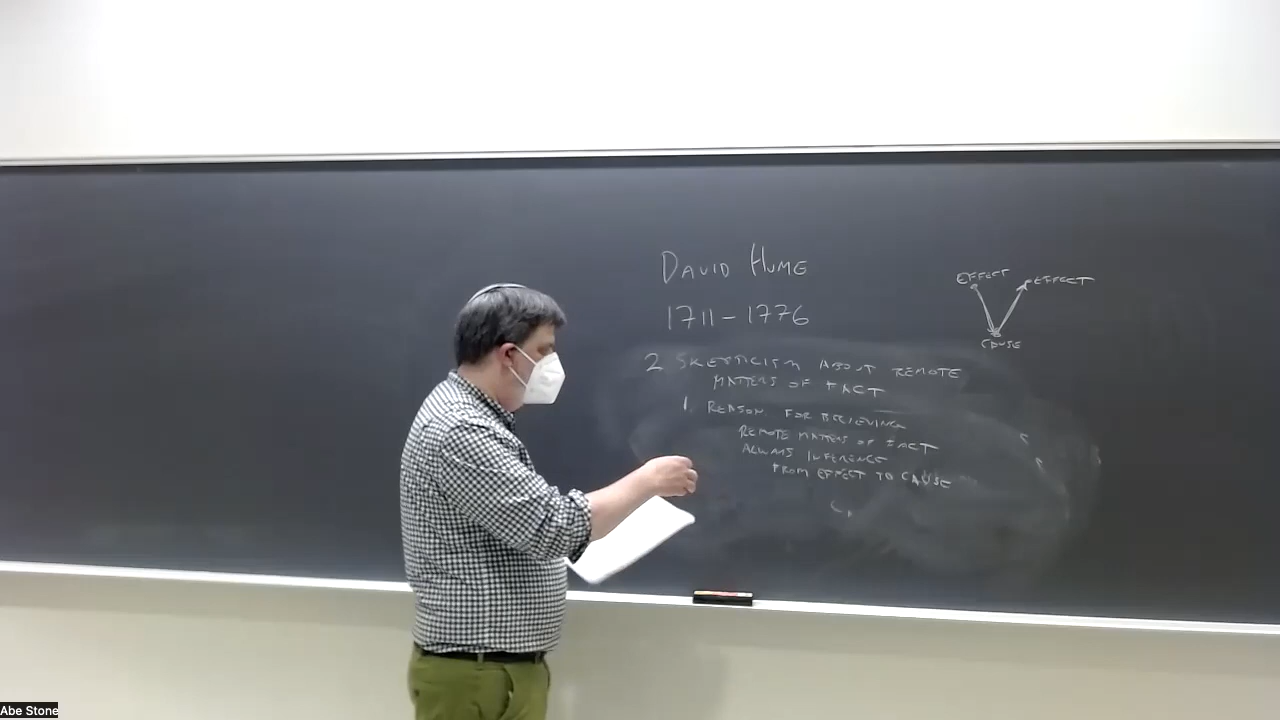 DAVID HUME
1711–1776
EFFECT EFFECT
CAUSE
2 SKEPTICISM ABOUT REMOTE
MATTERS OF FACT
1. REASON FOR BELIEVING
REMOTE MATTERS OF FACT
ALWAYS INFERENCE
FROM EFFECT TO CAUSE
Abe Stone